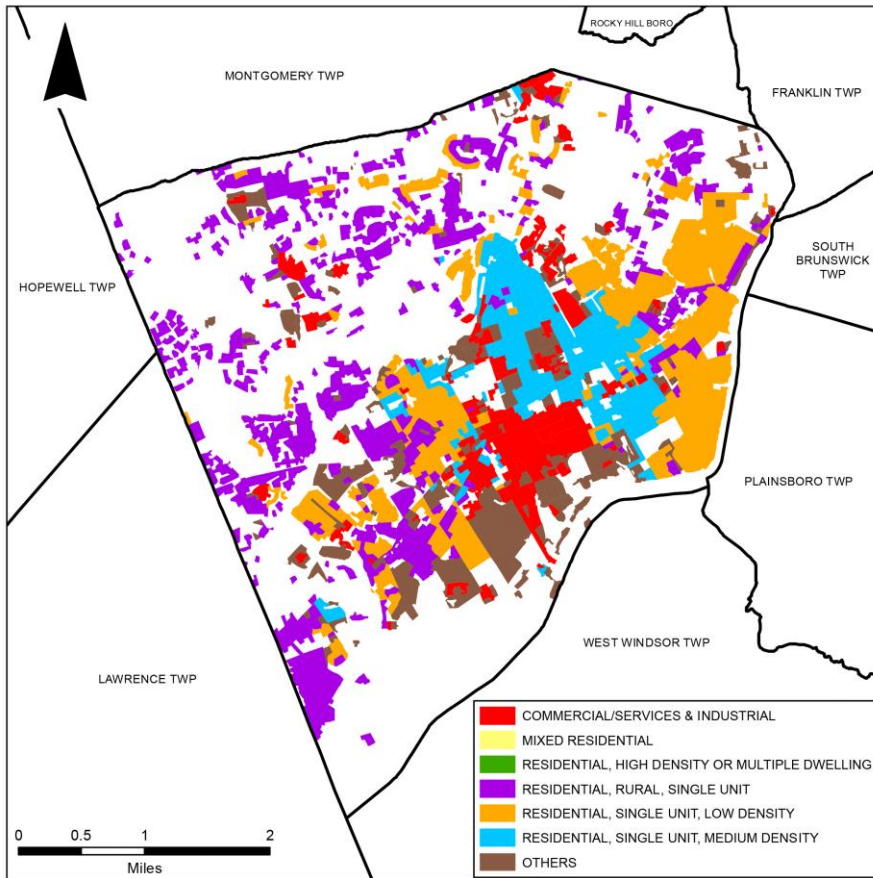 ROCKY HILL BORO
MONTGOMERY TWP
FRANKLIN TWP
SOUTH
BRUNSWICK
TWP
HOPEWELL TWP
PLAINSBORO TWP
WEST WINDSOR TWP
LAWRENCE TWP
COMMERCIAL/SERVICES & INDUSTRIAL
MIXED RESIDENTIAL
RESIDENTIAL, HIGH DENSITY OR MULTIPLE DWELLING
RESIDENTIAL, RURAL, SINGLE UNIT
RESIDENTIAL, SINGLE UNIT, LOW DENSITY
RESIDENTIAL, SINGLE UNIT, MEDIUM DENSITY
OTHERS
0 0.5 1 2
Miles